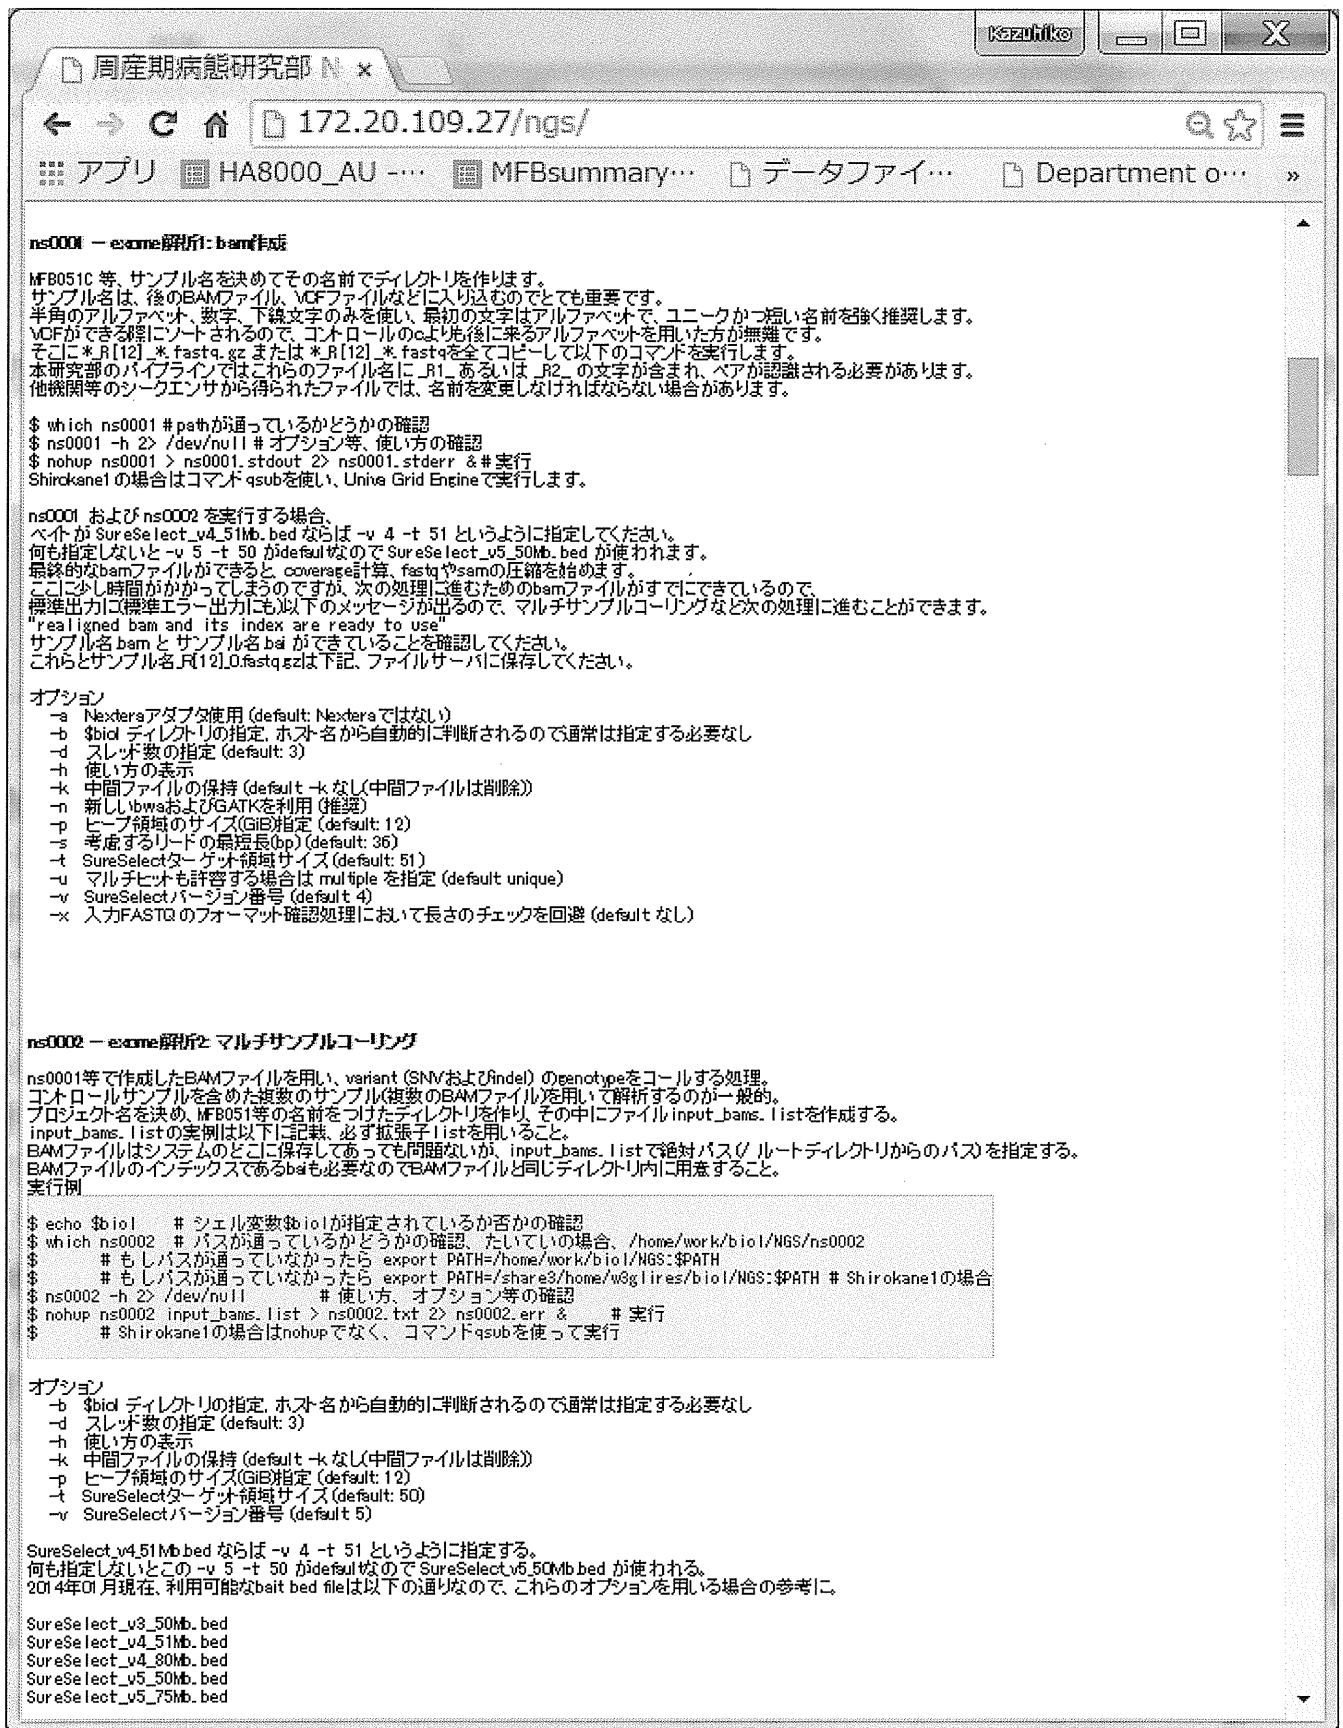 Kazuhiko
周産期病態研究部 N
172.20.109.27/ngs/
アプリ HA8000_AU -… MFBsummary… データファイ… Department o… »
ns0001 － exome解析1: bam作成
MFB051C 等、サンプル名を決めてその名前でディレクトリを作ります。
サンプル名は、後のBAMファイル、VCFファイルなどに入り込むのでとても重要です。
半角のアルファベット、数字、下線文字のみを使い、最初の文字はアルファベットで、ユニークかつ短い名前を強く推奨します。
VCFができる際にソートされるので、コントロールのcよりも後に来るアルファベットを用いた方が無難です。
そこに*_R[12]_*.fastq.gz または *_R[12]_*.fastqを全てコピーして以下のコマンドを実行します。
本研究部のパイプラインではこれらのファイル名に _R1_ あるいは _R2_ の文字が含まれ、ペアが認識される必要があります。
他機関等のシークエンサから得られたファイルでは、名前を変更しなければならない場合があります。
$ which ns0001 #pathが通っているかどうかの確認
$ ns0001 -h 2> /dev/null # オプション等、使い方の確認
$ nohup ns0001 > ns0001.stdout 2> ns0001.stderr &#実行
Shirokane1 の場合はコマンド qsubを使い、Univa Grid Engineで実行します。
ns0001 および ns0002 を実行する場合、
ベイトが SureSelect_v4_51Mb.bed ならば -v 4 -t 51 というように指定してください。
何も指定しないと -v 5 -t 50 がdefaultなので SureSelect_v5_50Mb.bed が使われます。
最終的なbamファイルができると、coverage計算、fastqやsamの圧縮を始めます。
ここに少し時間がかかってしまうのですが、次の処理に進むためのbamファイルがすでにできているので、
標準出力に(標準エラー出力にも)以下のメッセージが出るので、マルチサンプルコーリングなど次の処理に進むことができます。
"realigned bam and its index are ready to use"
サンプル名.bam と サンプル名.bai ができていることを確認してください。
これらとサンプル名_R[12]_0.fastq.gzは下記、ファイルサーバに保存してください。
オプション
-a Nexteraアダプタ使用 (default: Nexteraではない)
-b $biol ディレクトリの指定, ホスト名から自動的に判断されるので通常は指定する必要なし
-d スレッド数の指定 (default: 3)
-h 使い方の表示
-k 中間ファイルの保持 (default -k なし(中間ファイルは削除))
-n 新しいbwaおよびGATKを利用 (推奨)
-p ヒープ領域のサイズ(GiB)指定 (default: 12)
-s 考慮するリードの最短長(bp) (default: 36)
-t SureSelectターゲット領域サイズ (default: 51)
-u マルチヒットも許容する場合は multiple を指定 (default unique)
-v SureSelectバージョン番号 (default 4)
-x 入力FASTQ のフォーマット確認処理において長さのチェックを回避 (default なし)
ns0002 － exome解析2: マルチサンプルコーリング
ns0001等で作成したBAMファイルを用い、variant (SNVおよびindel) のgenotypeをコールする処理。
コントロールサンプルを含めた複数のサンプル(複数のBAMファイル)を用いて解析するのが一般的。
プロジェクト名を決め、MFB051等の名前をつけたディレクトリを作り、その中にファイル input_bams.listを作成する。
input_bams.listの実例は以下に記載、必ず拡張子listを用いること。
BAMファイルはシステムのどこに保存してあっても問題ないが、input_bams.listで絶対パス(/ ルートディレクトリからのパス)を指定する。
BAMファイルのインデックスであるbaiも必要なのでBAMファイルと同じディレクトリ内に用意すること。
実行例
$ echo $biol # シェル変数$biolが指定されているか否かの確認
$ which ns0002 # パスが通っているかどうかの確認、たいていの場合、/home/work/biol/NGS/ns0002
$ # もしパスが通っていなかったら export PATH=/home/work/biol/NGS:$PATH
$ # もしパスが通っていなかったら export PATH=/share3/home/w3glires/biol/NGS:$PATH # Shirokane1の場合
$ ns0002 -h 2> /dev/null # 使い方、オプション等の確認
$ nohup ns0002 input_bams.list > ns0002.txt 2> ns0002.err & # 実行
$ # Shirokane1の場合はnohupでなく、コマンドqsubを使って実行
オプション
-b $biol ディレクトリの指定, ホスト名から自動的に判断されるので通常は指定する必要なし
-d スレッド数の指定 (default: 3)
-h 使い方の表示
-k 中間ファイルの保持 (default -k なし(中間ファイルは削除))
-p ヒープ領域のサイズ(GiB)指定 (default: 12)
-t SureSelectターゲット領域サイズ (default: 50)
-v SureSelectバージョン番号 (default 5)
SureSelect_v4_51Mb.bed ならば -v 4 -t 51 というように指定する。
何も指定しないとこの -v 5 -t 50 がdefaultなので SureSelect_v5_50Mb.bed が使われる。
2014年01月現在、利用可能なbait bed fileは以下の通りなので、これらのオプションを用いる場合の参考に。
SureSelect_v3_50Mb.bed
SureSelect_v4_51Mb.bed
SureSelect_v4_80Mb.bed
SureSelect_v5_50Mb.bed
SureSelect_v5_75Mb.bed